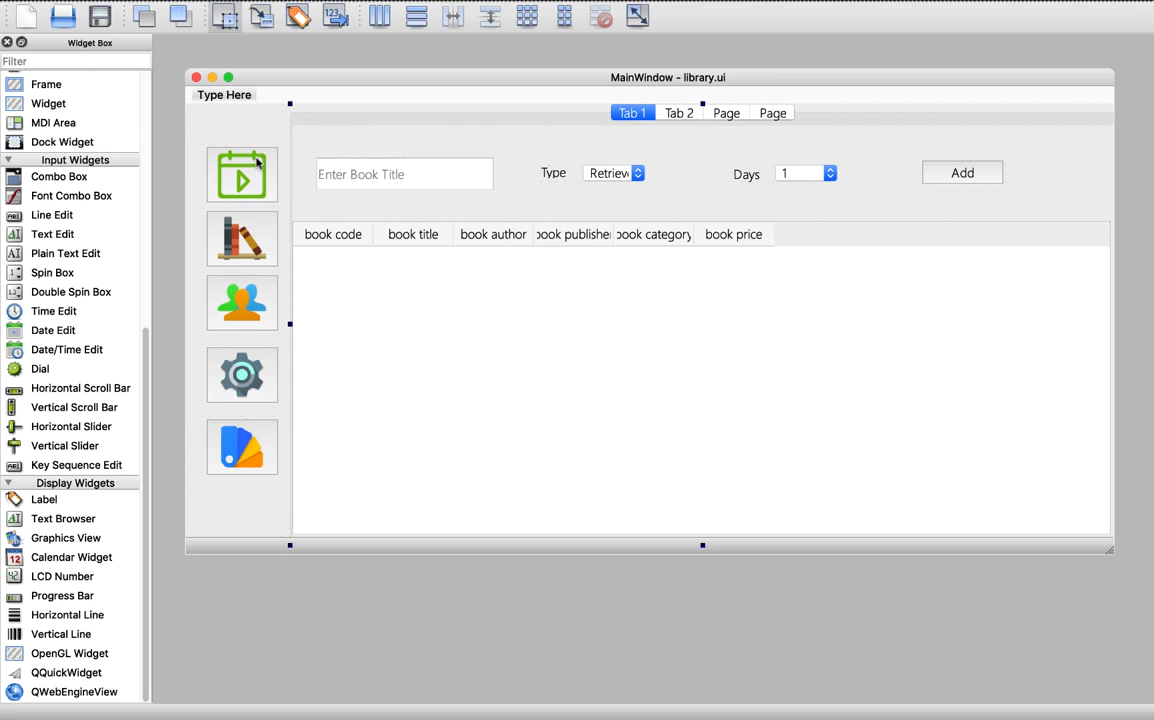 123
Widget Box
Filter
MainWindow - library.ui
Type Here
Tab 1 Tab 2 Page Page
Enter Book Title Type Retriev Days 1 Add
book code book title book author book publishe book category book price
Frame
Widget
MDI Area
Dock Widget
Input Widgets
Combo Box
Font Combo Box
Line Edit
Text Edit
Plain Text Edit
Spin Box
Double Spin Box
Time Edit
Date Edit
Date/Time Edit
Dial
Horizontal Scroll Bar
Vertical Scroll Bar
Horizontal Slider
Vertical Slider
Key Sequence Edit
Display Widgets
Label
Text Browser
Graphics View
12 Calendar Widget
42 LCD Number
Progress Bar
Horizontal Line
Vertical Line
OpenGL Widget
QQuickWidget
QWebEngineView